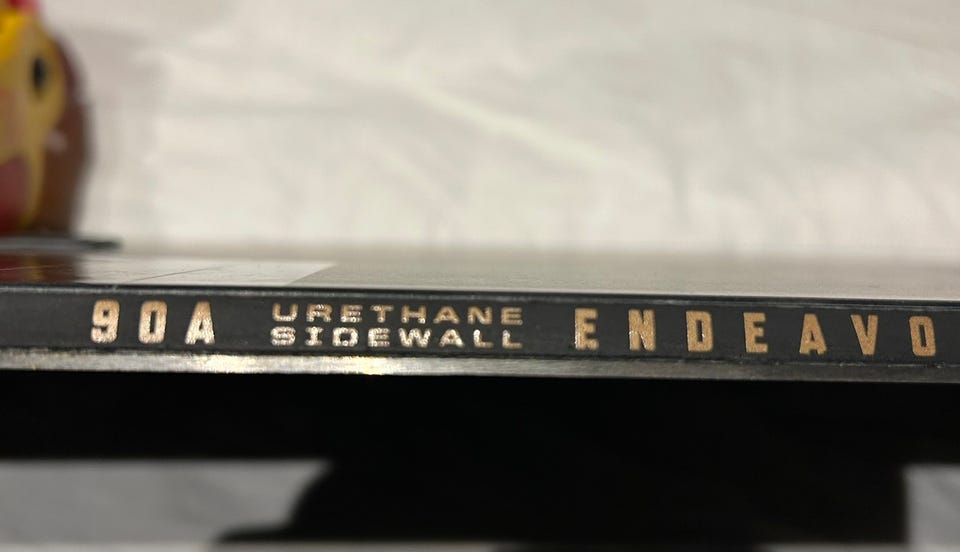 90A URETHANE SIDEWALL ENDEAVO